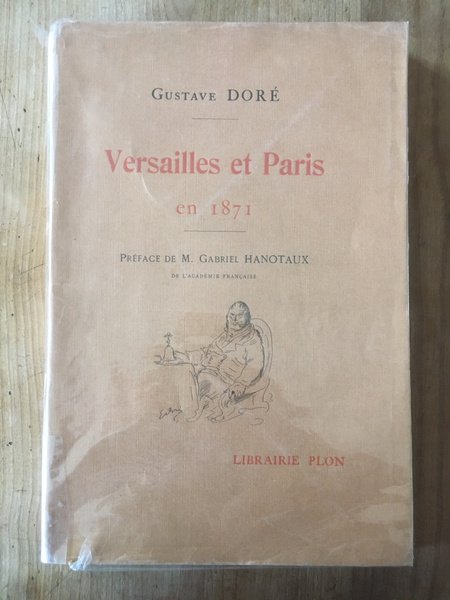 Gustave DORÉ
Versailles et Paris
en 1871
Préface de M. Gabriel HANOTAUX
DE L'ACADÉMIE FRANÇAISE
LIBRAIRIE PLON